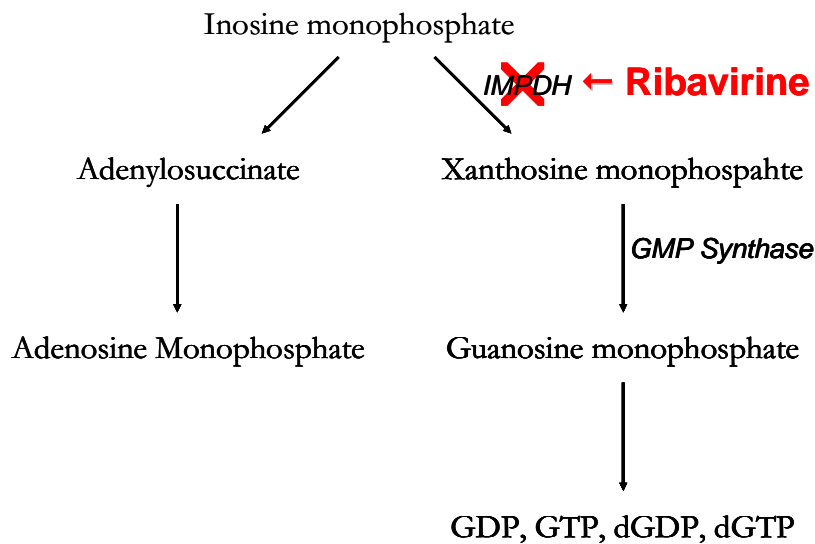 Inosine monophosphate
IMPDH ← Ribavirine
Adenylosuccinate
Xanthosine monophospahte
GMP Synthase
Adenosine Monophosphate
Guanosine monophosphate
GDP, GTP, dGDP, dGTP